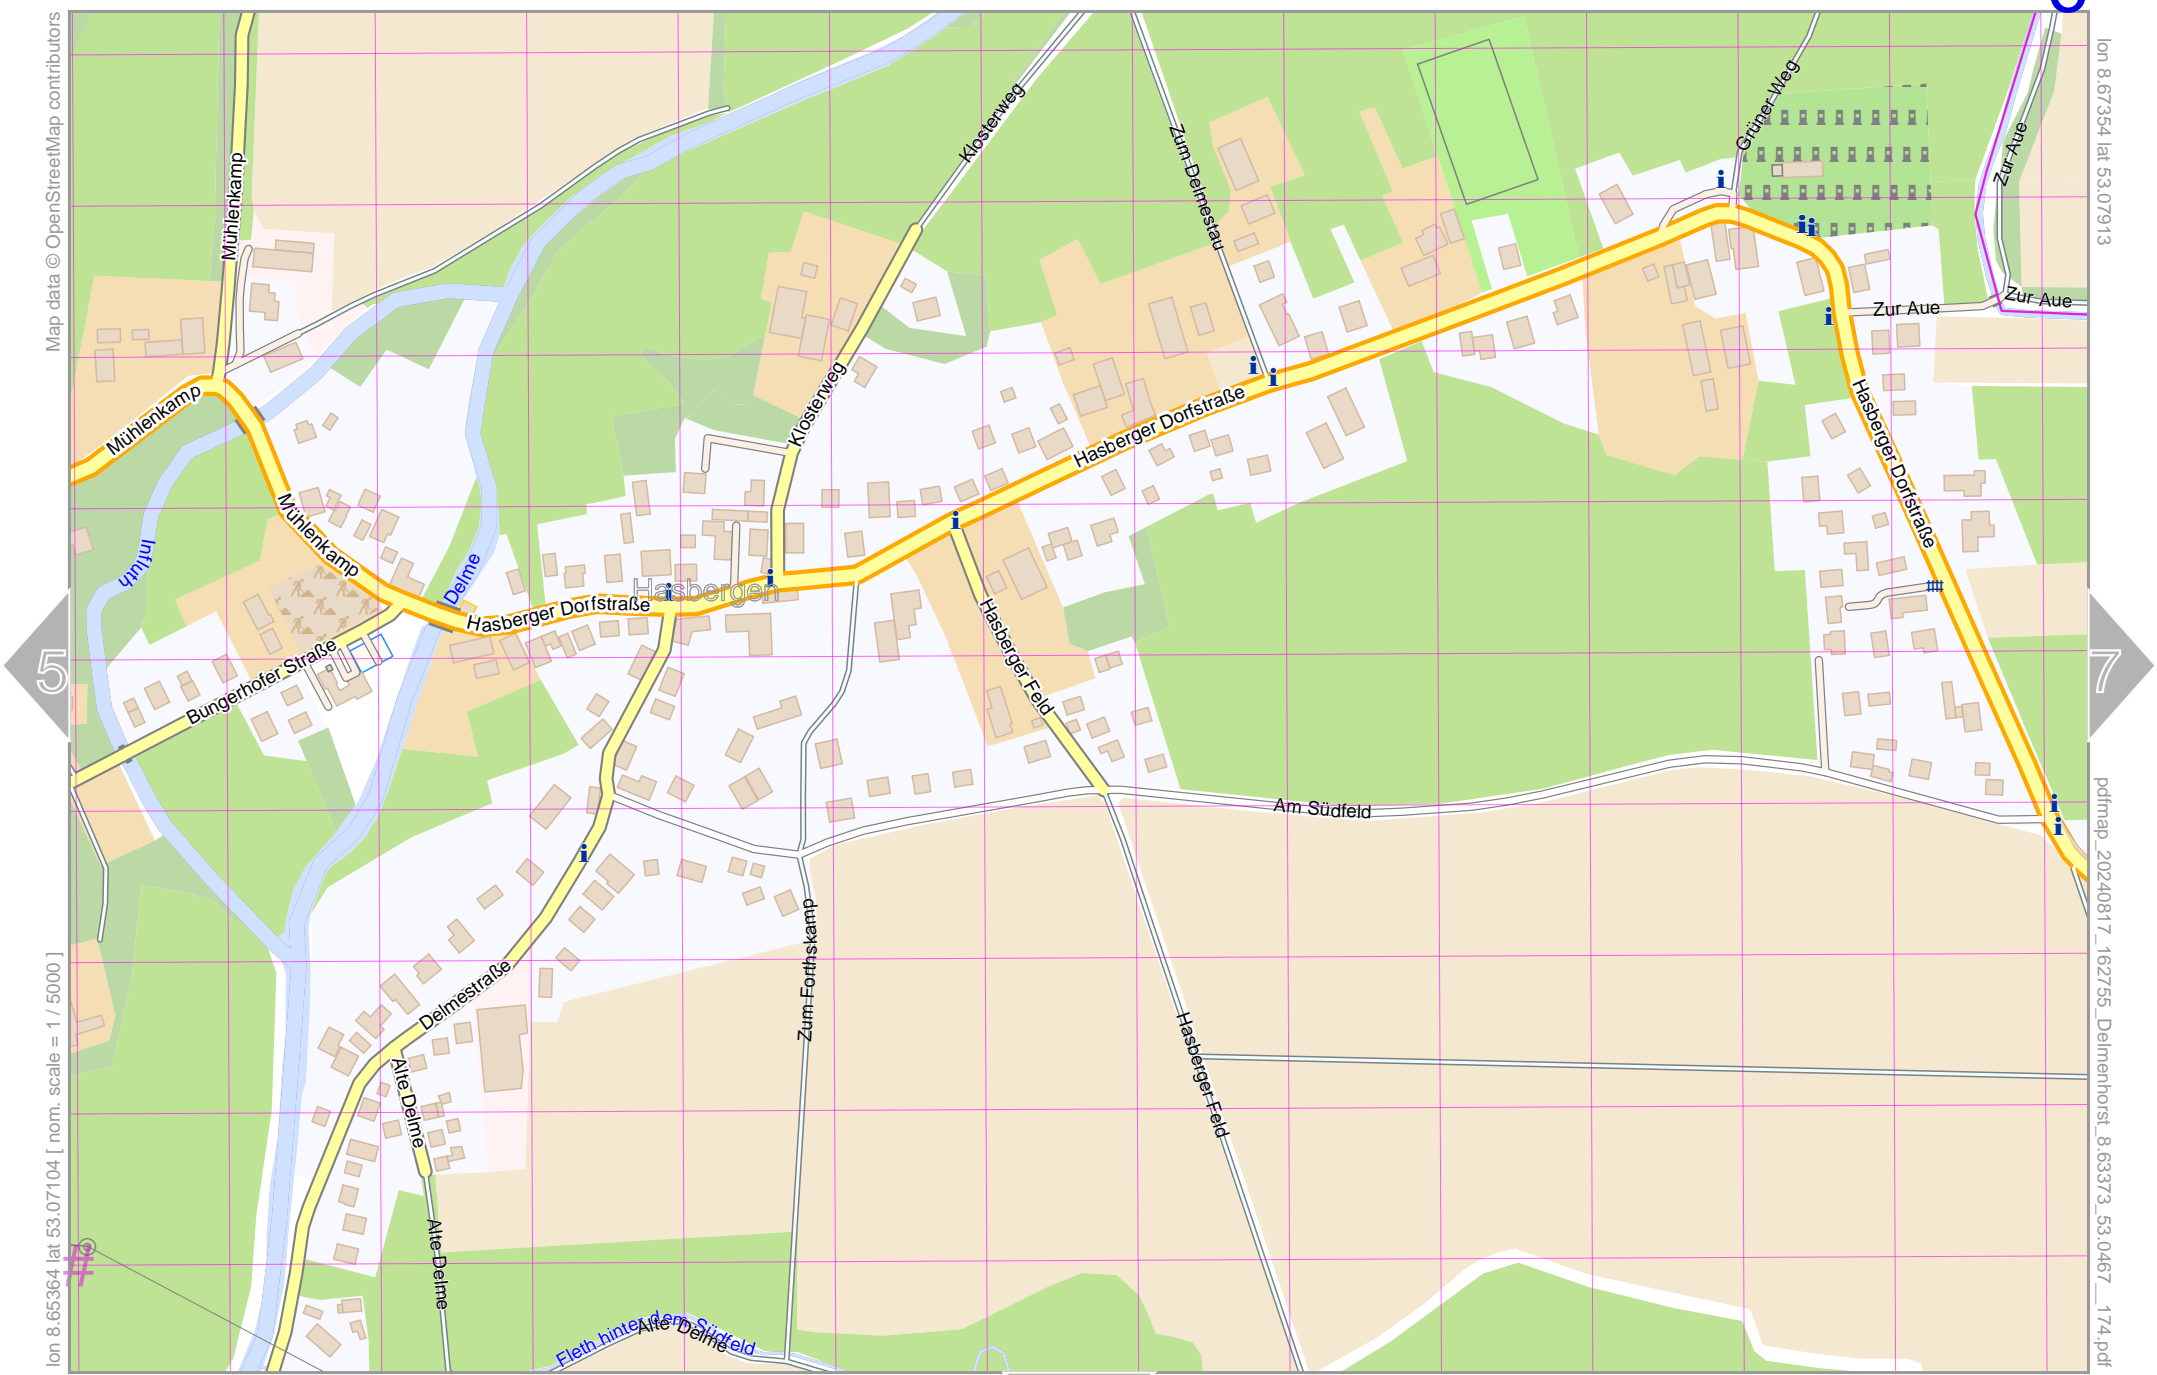 Map data © OpenStreetMap contributors
lon 8.65364 lat 53.07104 [ nom. scale = 1 / 5000 ]
lon 8.67354 lat 53.07913
pdfmap_20240817_162755_Delmenhorst_8.63373_53.0467__174.pdf
5
7
Mühlenkamp
Klosterweg
Zum Delmestau
Grüner Weg
Zur Aue
i
ii
Zur Aue
Zur Aue
i
i
i
Mühlenkamp
Klosterweg
Hasberger Dorfstraße
Hasberger Dorfstraße
Mühlenkamp
i
Influth
Delme
i
i
Hasbergen
Hasberger Dorfstraße
Hasberger Feld
Bungerhofer Straße
Am Südfeld
i
i
i
Zum Forthskamp
Delmestraße
Alte Delme
Hasberger Feld
Alte Delme
#
Fleth hinter dem Südfeld
Alte Delme